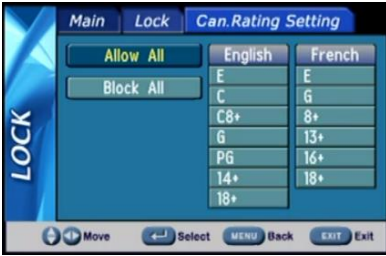 Main Lock Can.Rating Setting
LOCK
Allow All
Block All
English
E
C
C8+
G
PG
14+
18+
French
E
G
8+
13+
16+
18+
Move Select MENU Back EXIT Exit